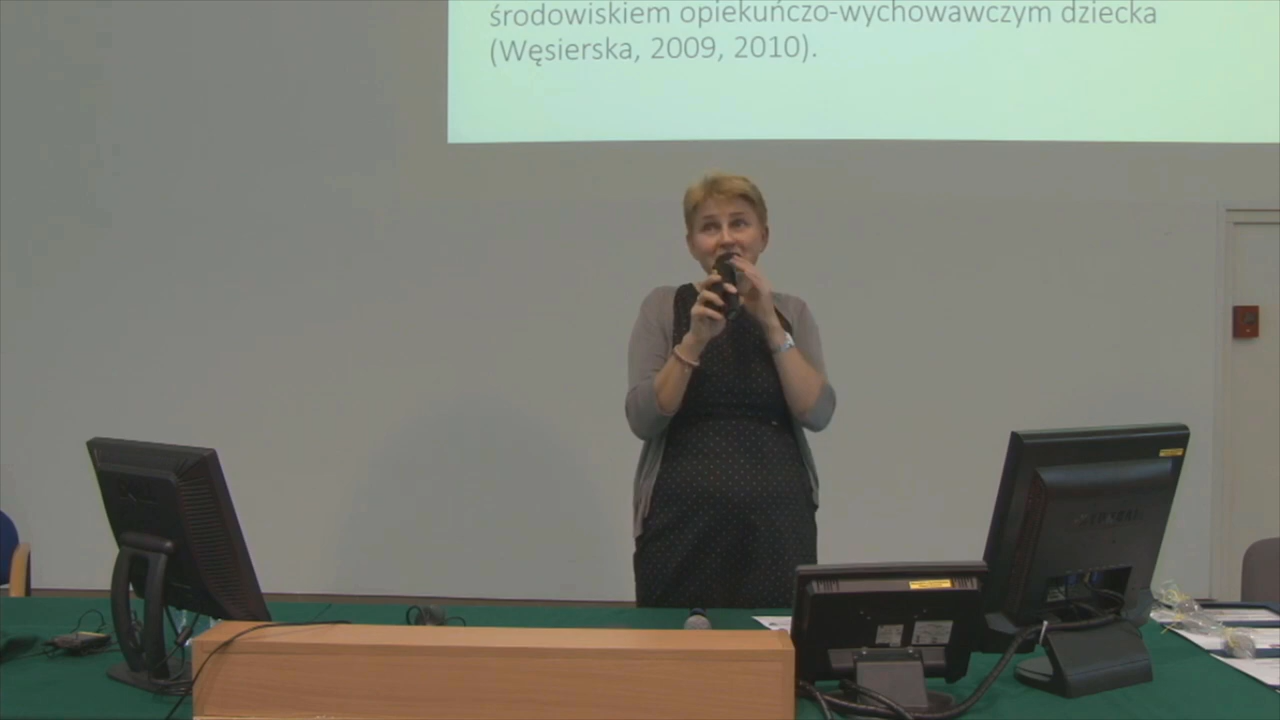 środowiskiem opiekuńczo-wychowawczym dziecka
(Węsierska, 2009, 2010).